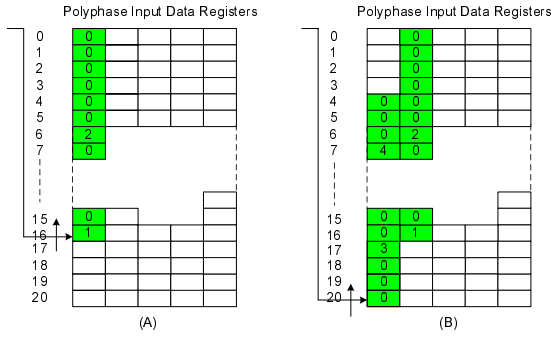 Polyphase Input Data Registers Polyphase Input Data Registers
0 0 0 0
1 0 1 0
2 0 2 0
3 0 3 0
4 0 4 0 0
5 0 5 0 0
6 2 6 0 2
7 0 7 4 0
15 0 15 0 0
16 1 16 0 1
17 17 3
18 18 0
19 19 0
20 20 0
(A) (B)